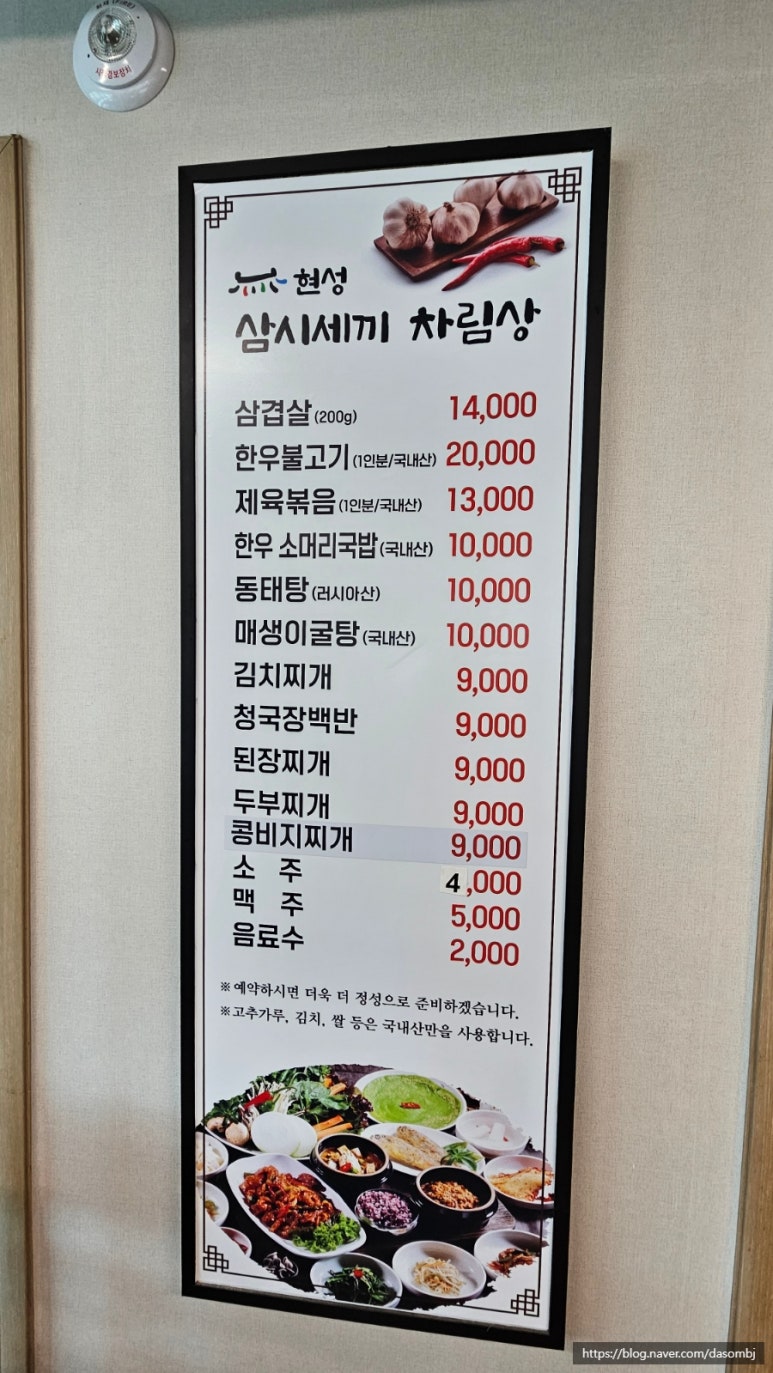 시각경보장치
현성
삼시세끼 차림상
삼겹살 (200g) 14,000
한우불고기 (1인분/국내산) 20,000
제육볶음 (1인분/국내산) 13,000
한우 소머리국밥 (국내산) 10,000
동태탕 (러시아산) 10,000
매생이굴탕 (국내산) 10,000
김치찌개 9,000
청국장백반 9,000
된장찌개 9,000
두부찌개 9,000
콩비지찌개 9,000
소 주 4,000
맥 주 5,000
음료수 2,000
※예약하시면 더욱 더 정성으로 준비하겠습니다.
※고추가루, 김치, 쌀 등은 국내산만을 사용합니다.
https://blog.naver.com/dasombj